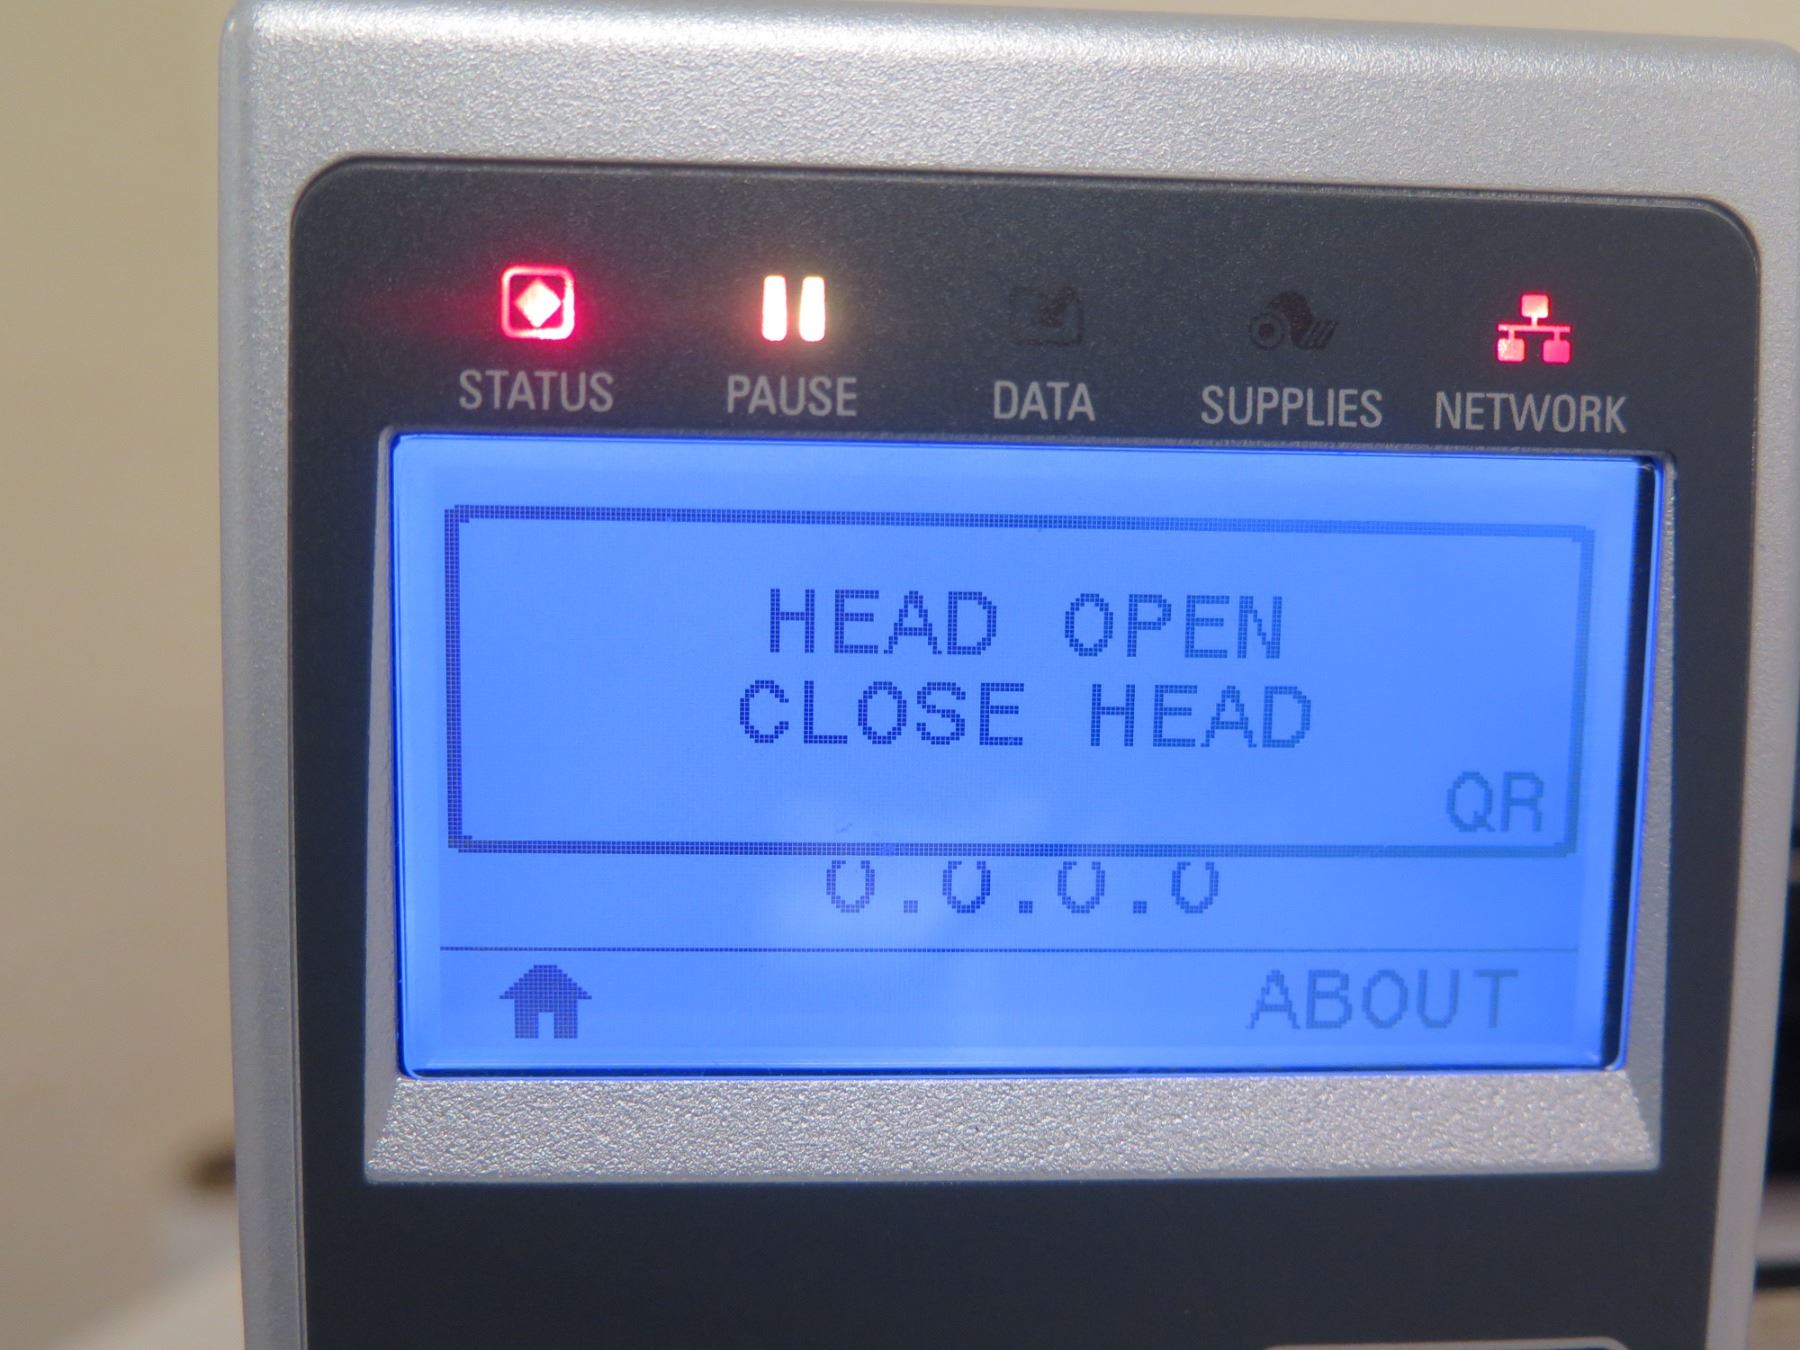 STATUS PAUSE DATA SUPPLIES NETWORK
HEAD OPEN
CLOSE HEAD
QR
0.0.0.0
ABOUT